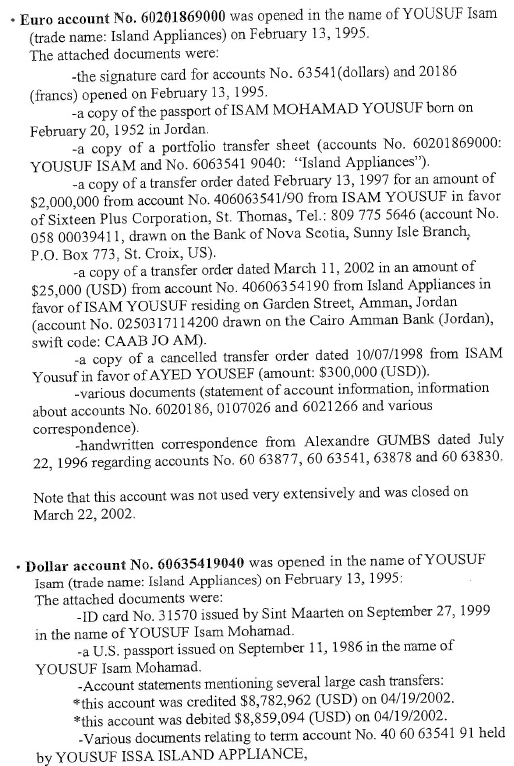 • Euro account No. 60201869000 was opened in the name of YOUSUF Isam
(trade name: Island Appliances) on February 13, 1995.
The attached documents were:
-the signature card for accounts No. 63541(dollars) and 20186
(francs) opened on February 13, 1995.
-a copy of the passport of ISAM MOHAMAD YOUSUF born on
February 20, 1952 in Jordan.
-a copy of a portfolio transfer sheet (accounts No. 60201869000:
YOUSUF ISAM and No. 6063541 9040: “Island Appliances”).
-a copy of a transfer order dated February 13, 1997 for an amount of
$2,000,000 from account No. 406063541/90 from ISAM YOUSUF in favor
of Sixteen Plus Corporation, St. Thomas, Tel.: 809 775 5646 (account No.
058 00039411, drawn on the Bank of Nova Scotia, Sunny Isle Branch,
P.O. Box 773, St. Croix, US).
-a copy of a transfer order dated March 11, 2002 in an amount of
$25,000 (USD) from account No. 40606354190 from Island Appliances in
favor of ISAM YOUSUF residing on Garden Street, Amman, Jordan
(account No. 0250317114200 drawn on the Cairo Amman Bank (Jordan),
swift code: CAAB JO AM).
-a copy of a cancelled transfer order dated 10/07/1998 from ISAM
Yousuf in favor of AYED YOUSEF (amount: $300,000 (USD)).
-various documents (statement of account information, information
about accounts No. 6020186, 0107026 and 6021266 and various
correspondence).
-handwritten correspondence from Alexandre GUMBS dated July
22, 1996 regarding accounts No. 60 63877, 60 63541, 63878 and 60 63830.
Note that this account was not used very extensively and was closed on
March 22, 2002.
• Dollar account No. 60635419040 was opened in the name of YOUSUF
Isam (trade name: Island Appliances) on February 13, 1995:
The attached documents were:
-ID card No. 31570 issued by Sint Maarten on September 27, 1999
in the name of YOUSUF Isam Mohamad.
-a U.S. passport issued on September 11, 1986 in the name of
YOUSUF Isam Mohamad.
-Account statements mentioning several large cash transfers:
*this account was credited $8,782,962 (USD) on 04/19/2002.
*this account was debited $8,859,094 (USD) on 04/19/2002.
-Various documents relating to term account No. 40 60 63541 91 held
by YOUSUF ISSA ISLAND APPLIANCE,